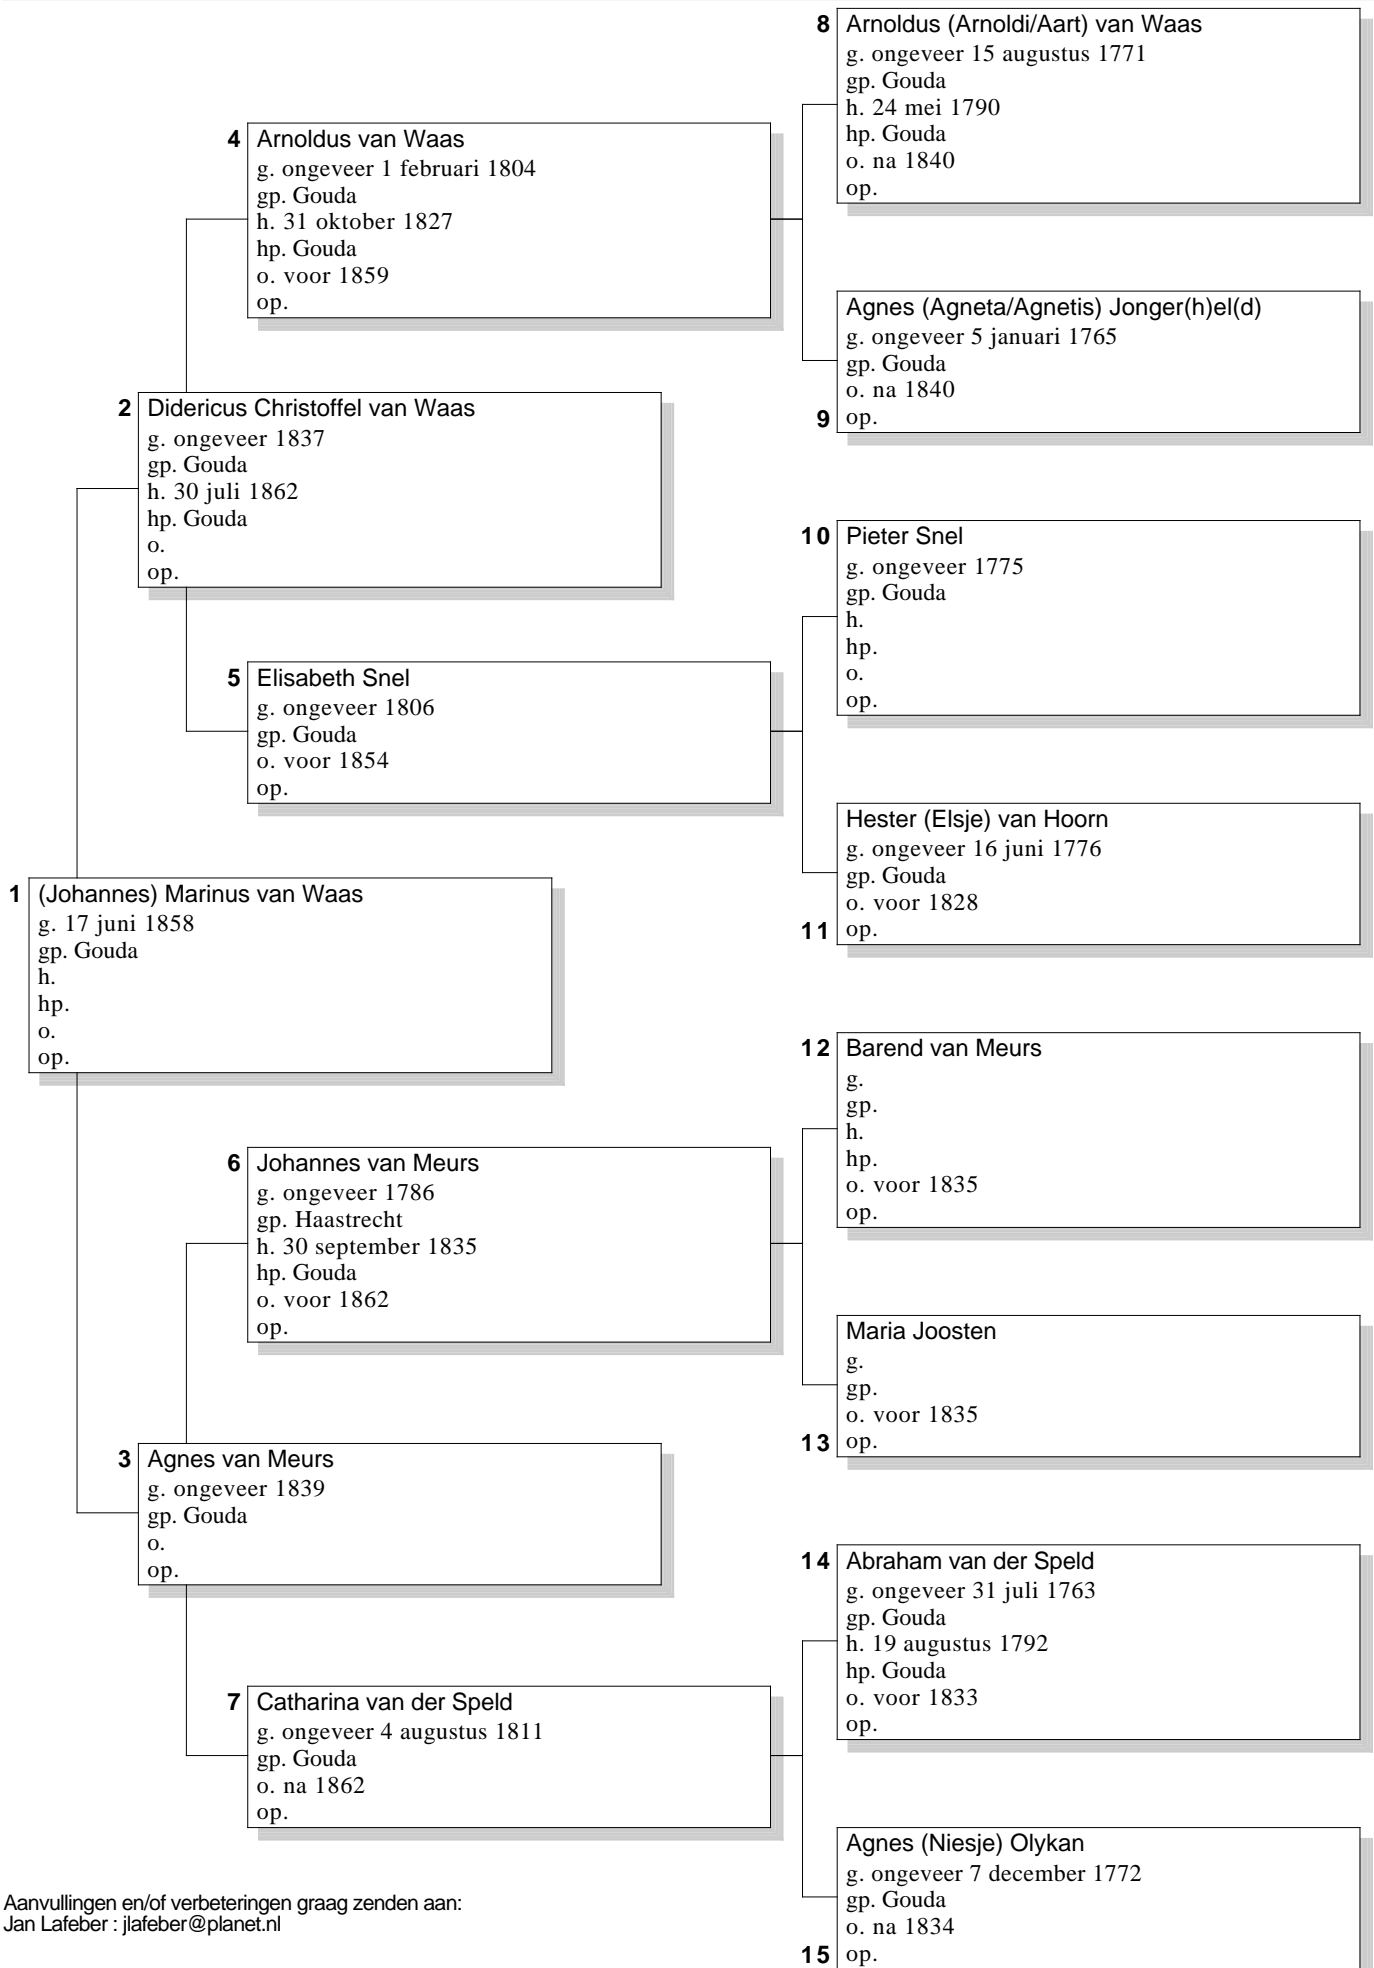 8 Arnoldus (Arnoldi/Aart) van Waas
g. ongeveer 15 augustus 1771
gp. Gouda
h. 24 mei 1790
hp. Gouda
o. na 1840
op.
4 Arnoldus van Waas
g. ongeveer 1 februari 1804
gp. Gouda
h. 31 oktober 1827
hp. Gouda
o. voor 1859
op.
Agnes (Agneta/Agnetis) Jonger(h)el(d)
g. ongeveer 5 januari 1765
gp. Gouda
o. na 1840
9 op.
2 Didericus Christoffel van Waas
g. ongeveer 1837
gp. Gouda
h. 30 juli 1862
hp. Gouda
o.
op.
10 Pieter Snel
g. ongeveer 1775
gp. Gouda
h.
hp.
o.
op.
5 Elisabeth Snel
g. ongeveer 1806
gp. Gouda
o. voor 1854
op.
Hester (Elsje) van Hoorn
g. ongeveer 16 juni 1776
gp. Gouda
o. voor 1828
11 op.
1 (Johannes) Marinus van Waas
g. 17 juni 1858
gp. Gouda
h.
hp.
o.
op.
12 Barend van Meurs
g.
gp.
h.
hp.
o. voor 1835
op.
6 Johannes van Meurs
g. ongeveer 1786
gp. Haastrecht
h. 30 september 1835
hp. Gouda
o. voor 1862
op.
Maria Joosten
g.
gp.
o. voor 1835
13 op.
3 Agnes van Meurs
g. ongeveer 1839
gp. Gouda
o.
op.
14 Abraham van der Speld
g. ongeveer 31 juli 1763
gp. Gouda
h. 19 augustus 1792
hp. Gouda
o. voor 1833
op.
7 Catharina van der Speld
g. ongeveer 4 augustus 1811
gp. Gouda
o. na 1862
op.
Agnes (Niesje) Olykan
g. ongeveer 7 december 1772
gp. Gouda
o. na 1834
15 op.
Aanvullingen en/of verbeteringen graag zenden aan:
Jan Lafeber : jlafeber@planet.nl